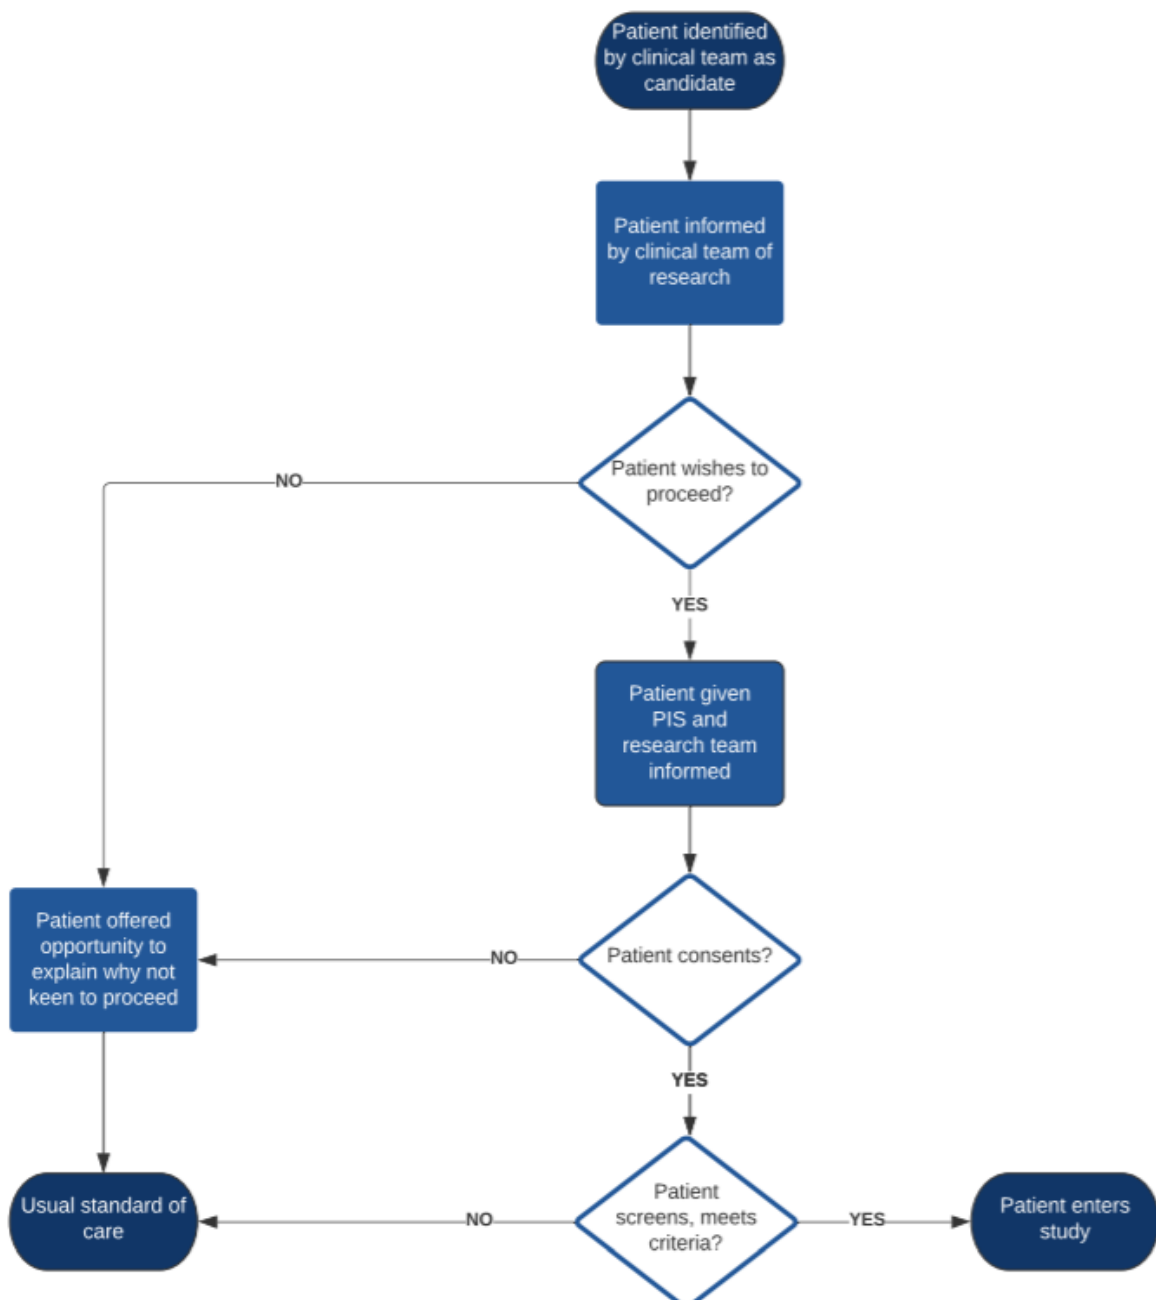 Patient identified
by clinical team as
candidate
Patient informed
by clinical team of
research
Patient wishes to
proceed?
NO
YES
Patient given
PIS and
research team
informed
Patient offered
opportunity to
explain why not
keen to proceed
NO
Patient consents?
YES
Usual standard of
care
NO
Patient
screens, meets
criteria?
YES
Patient enters
study